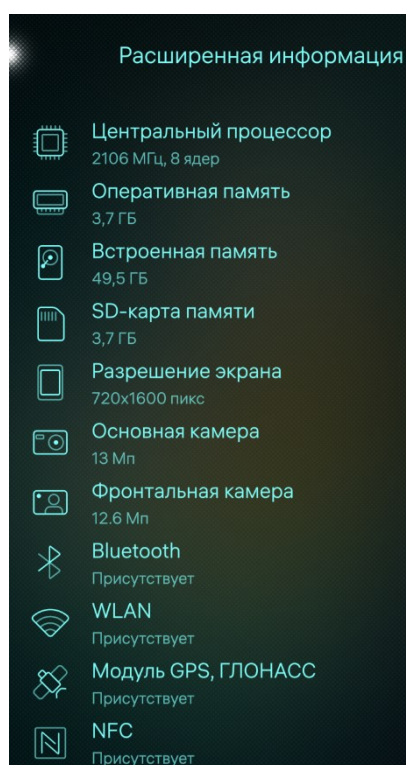 Расширенная информация
Центральный процессор
2106 МГц, 8 ядер
Оперативная память
3,7 ГБ
Встроенная память
49,5 ГБ
SD-карта памяти
3,7 ГБ
Разрешение экрана
720x1600 пикс
Основная камера
13 Мп
Фронтальная камера
12.6 Мп
Bluetooth
Присутствует
WLAN
Присутствует
Модуль GPS, ГЛОНАСС
Присутствует
NFC
Присутствует